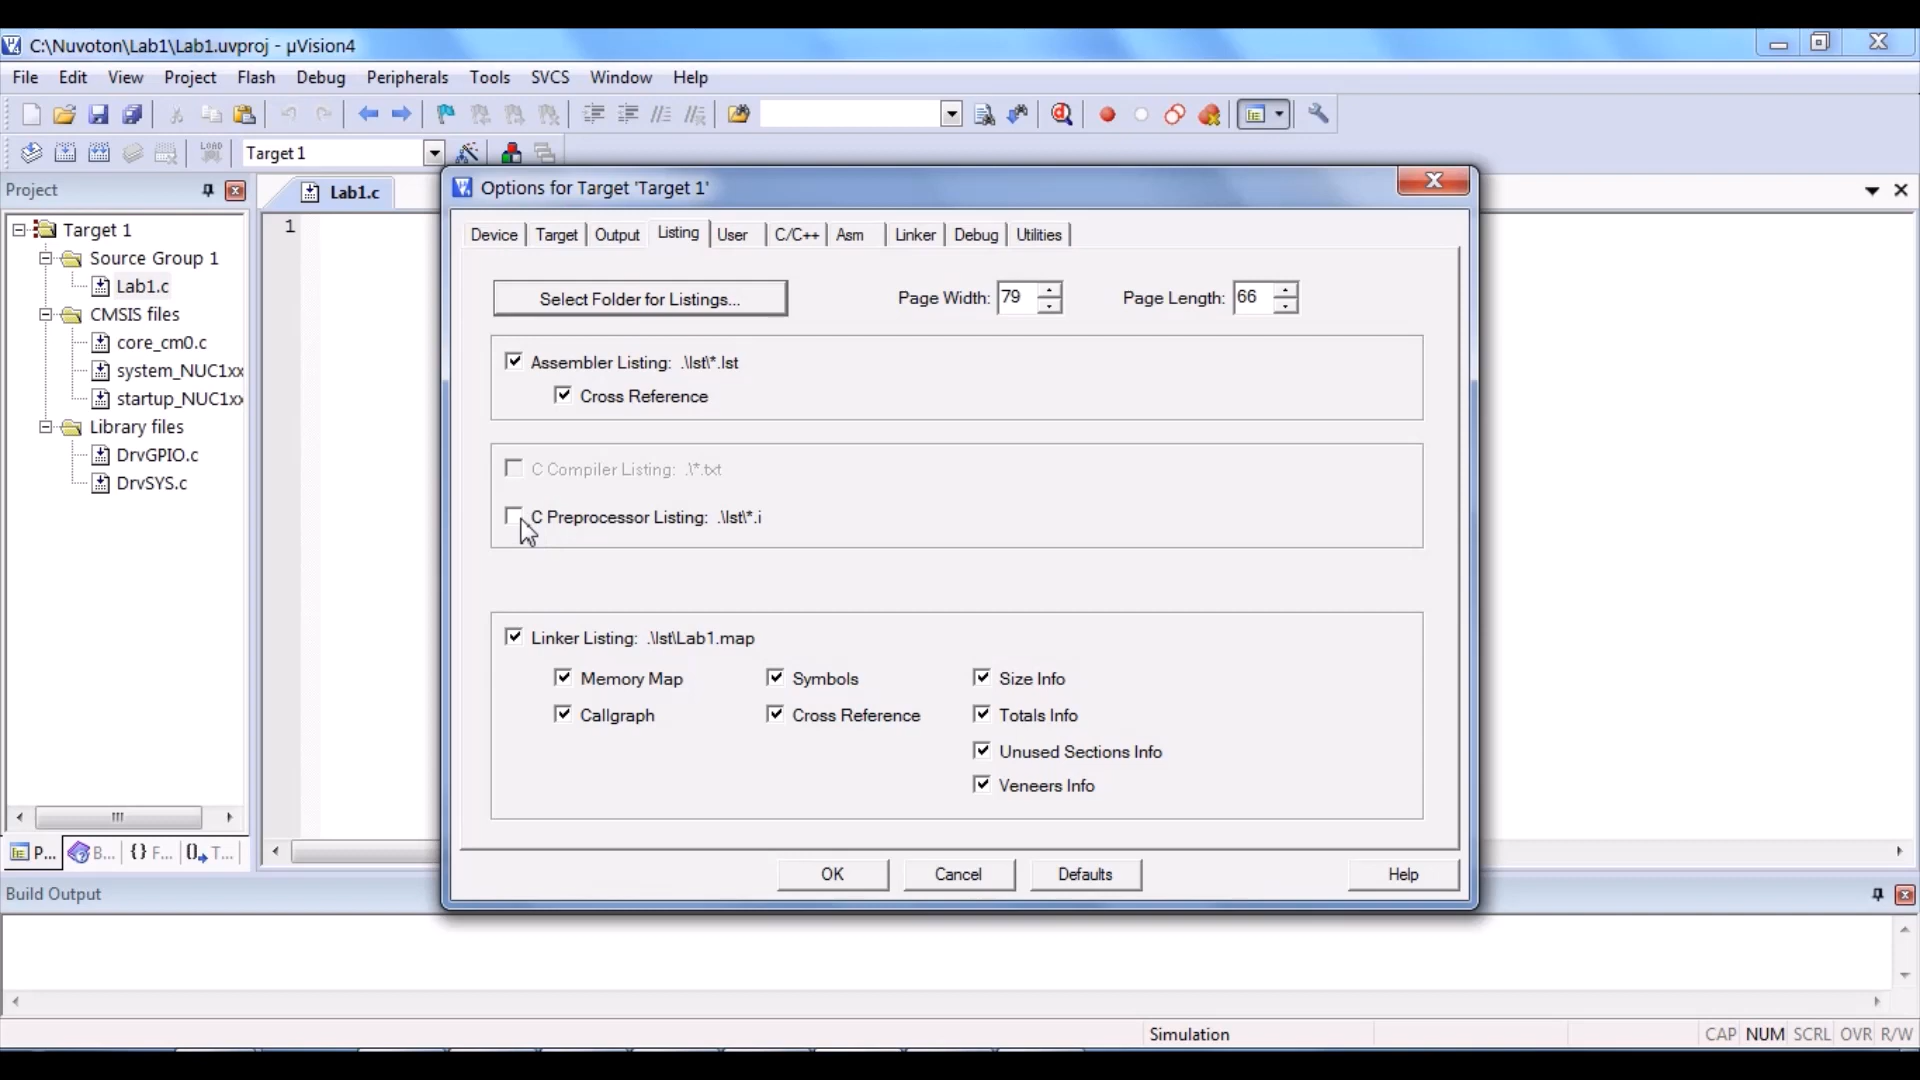 C:\Nuvoton\Lab1\Lab1.uvproj - µVision4
File Edit View Project Flash Debug Peripherals Tools SVCS Window Help
LOAD
Target 1
Project
Lab1.c
1
Target 1
Source Group 1
Lab1.c
CMSIS files
core_cm0.c
system_NUC1xx
startup_NUC1xx
Library files
DrvGPIO.c
DrvSYS.c
P... B... {} F... T...
Options for Target 'Target 1'
Device Target Output Listing User C/C++ Asm Linker Debug Utilities
Select Folder for Listings... Page Width: 79 Page Length: 66
Assembler Listing: .\lst\*.lst
Cross Reference
C Compiler Listing: .\*.txt
C Preprocessor Listing: .\lst\*.i
Linker Listing: .\lst\Lab1.map
Memory Map Symbols Size Info
Callgraph Cross Reference Totals Info
Unused Sections Info
Veneers Info
OK Cancel Defaults Help
Build Output
Simulation CAP NUM SCRL OVR R/W